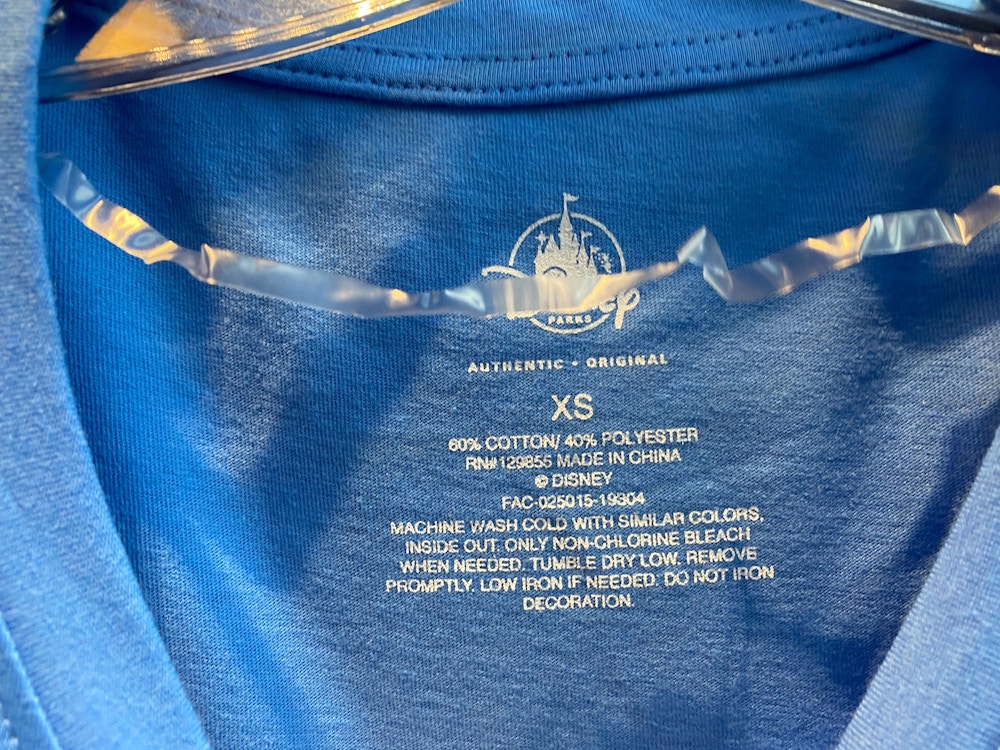 Disney
PARKS
AUTHENTIC • ORIGINAL
XS
60% COTTON/ 40% POLYESTER
RN# 129855 MADE IN CHINA
© DISNEY
FAC-025015-19304
MACHINE WASH COLD WITH SIMILAR COLORS,
INSIDE OUT. ONLY NON-CHLORINE BLEACH
WHEN NEEDED. TUMBLE DRY LOW. REMOVE
PROMPTLY. LOW IRON IF NEEDED. DO NOT IRON
DECORATION.